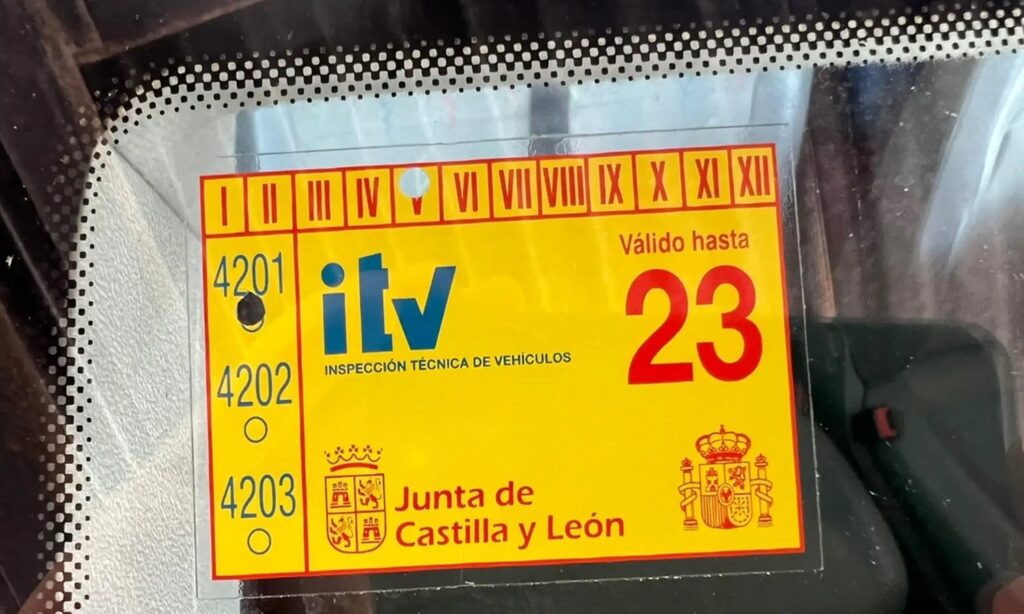 I II III IV V VI VII VIII IX X XI XII
4201
4202
4203
itv
INSPECCIÓN TÉCNICA DE VEHÍCULOS
Válido hasta
23
Junta de
Castilla y León